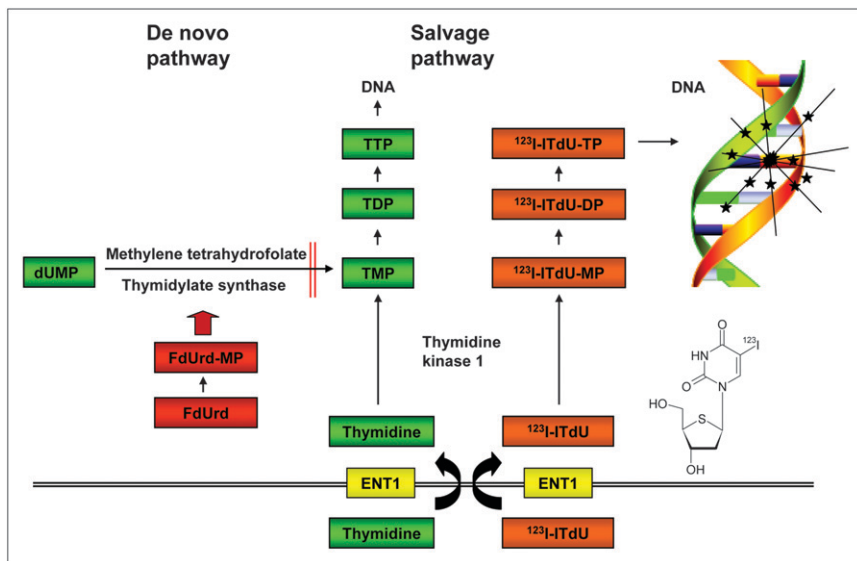 De novo
pathway
Salvage
pathway
DNA
DNA
TTP
¹²³I-ITdU-TP
TDP
¹²³I-ITdU-DP
dUMP
Methylene tetrahydrofolate
Thymidylate synthase
TMP
¹²³I-ITdU-MP
FdUrd-MP
Thymidine
kinase 1
FdUrd
Thymidine
¹²³I-ITdU
O
¹²³I
HN
O
N
HO
S
OH
ENT1
ENT1
Thymidine
¹²³I-ITdU